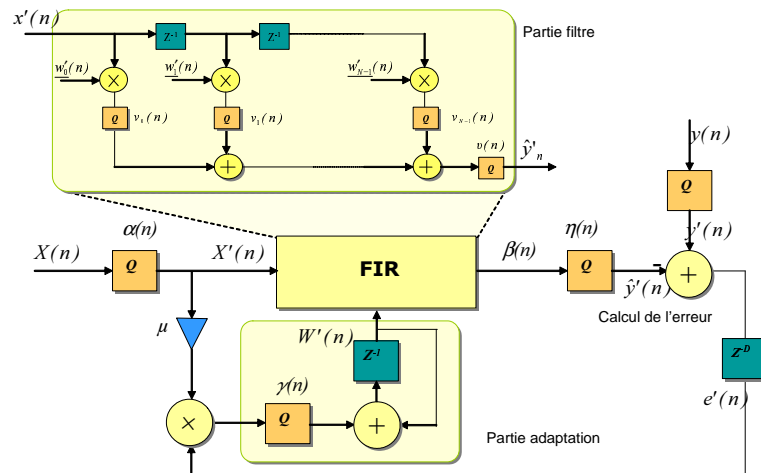 x'(n)
Z⁻¹
Z⁻¹
Partie filtre
w'₀(n)
w'₁(n)
w'N-1(n)
×
×
×
Q
v₀(n)
Q
v₁(n)
Q
vN-1(n)
+
+
υ(n)
Q
ŷ'n
y(n)
Q
y'(n)
X(n)
α(n)
Q
X'(n)
FIR
β(n)
η(n)
Q
ŷ'(n)
-
+
Calcul de l'erreur
μ
W'(n)
Z⁻¹
Z⁻ᴰ
e'(n)
γ(n)
×
Q
+
Partie adaptation